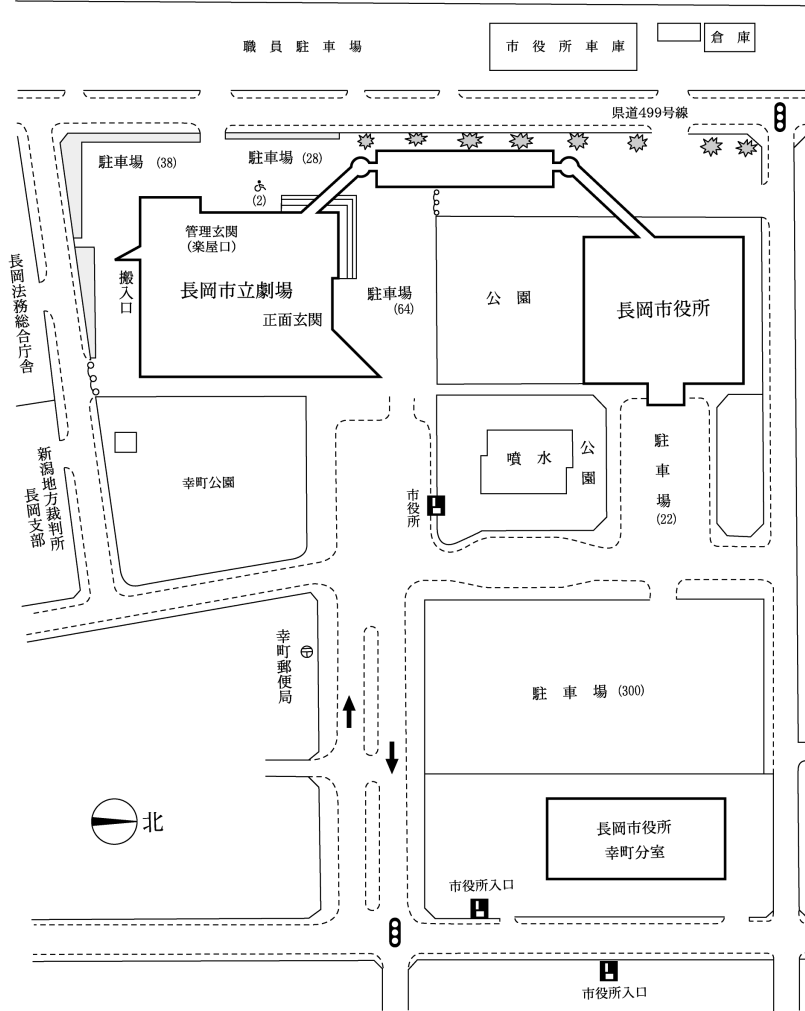 職員駐車場
市役所車庫
倉庫
県道499号線
駐車場 (38)
駐車場 (28)
(2)
管理玄関
(楽屋口)
搬入口
長岡市立劇場
正面玄関
駐車場
(64)
公園
長岡市役所
長岡法務総合庁舎
新潟地方裁判所
長岡支部
幸町公園
市役所
噴水
公園
駐車場
(22)
幸町郵便局
駐車場 (300)
北
長岡市役所
幸町分室
市役所入口
市役所入口